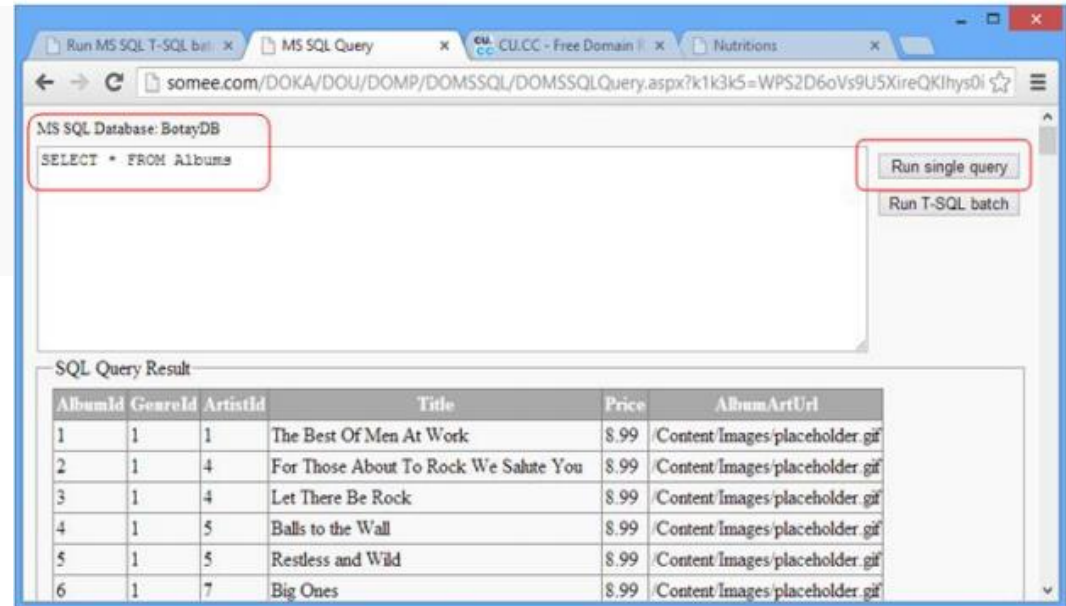 Run MS SQL T-SQL bat
MS SQL Query
CU.CC - Free Domain
Nutritions
somee.com/DOKA/DOU/DOMP/DOMSSQL/DOMSSQLQuery.aspx?k1k3k5=WPS2D6oVs9U5XireQKIhys0i
MS SQL Database: BotayDB
SELECT * FROM Albums
Run single query
Run T-SQL batch
SQL Query Result
AlbumId GenreId ArtistId Title Price AlbumArtUrl
1 1 1 The Best Of Men At Work 8.99 /Content/Images/placeholder.gif
2 1 4 For Those About To Rock We Salute You 8.99 /Content/Images/placeholder.gif
3 1 4 Let There Be Rock 8.99 /Content/Images/placeholder.gif
4 1 5 Balls to the Wall 8.99 /Content/Images/placeholder.gif
5 1 5 Restless and Wild 8.99 /Content/Images/placeholder.gif
6 1 7 Big Ones 8.99 /Content/Images/placeholder.gif